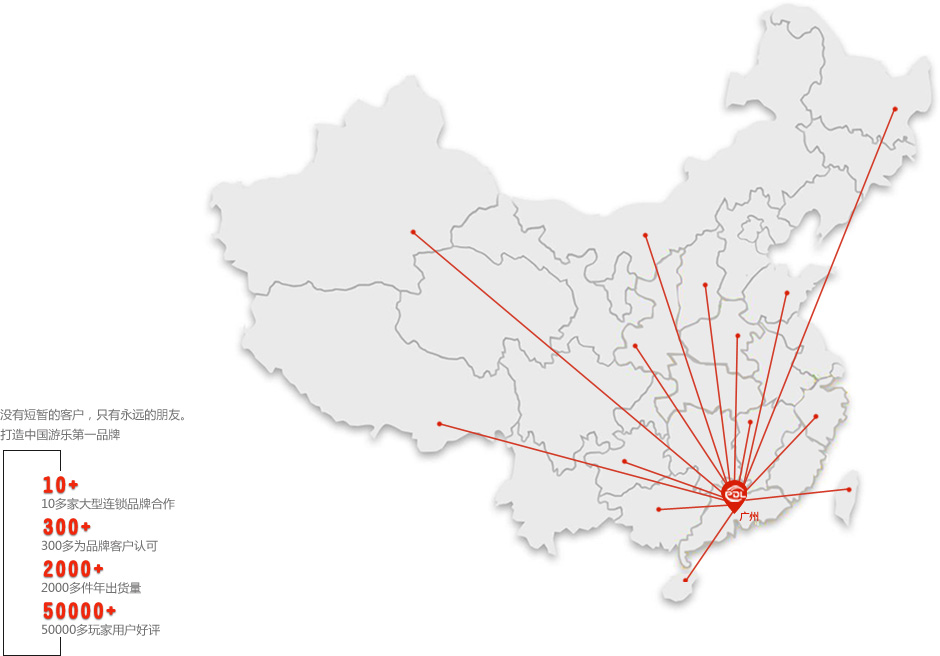 没有短暂的客户，只有永远的朋友。
打造中国游乐第一品牌
10+
10多家大型连锁品牌合作
300+
300多为品牌客户认可
2000+
2000多件年出货量
50000+
50000多玩家用户好评
PDL
广州